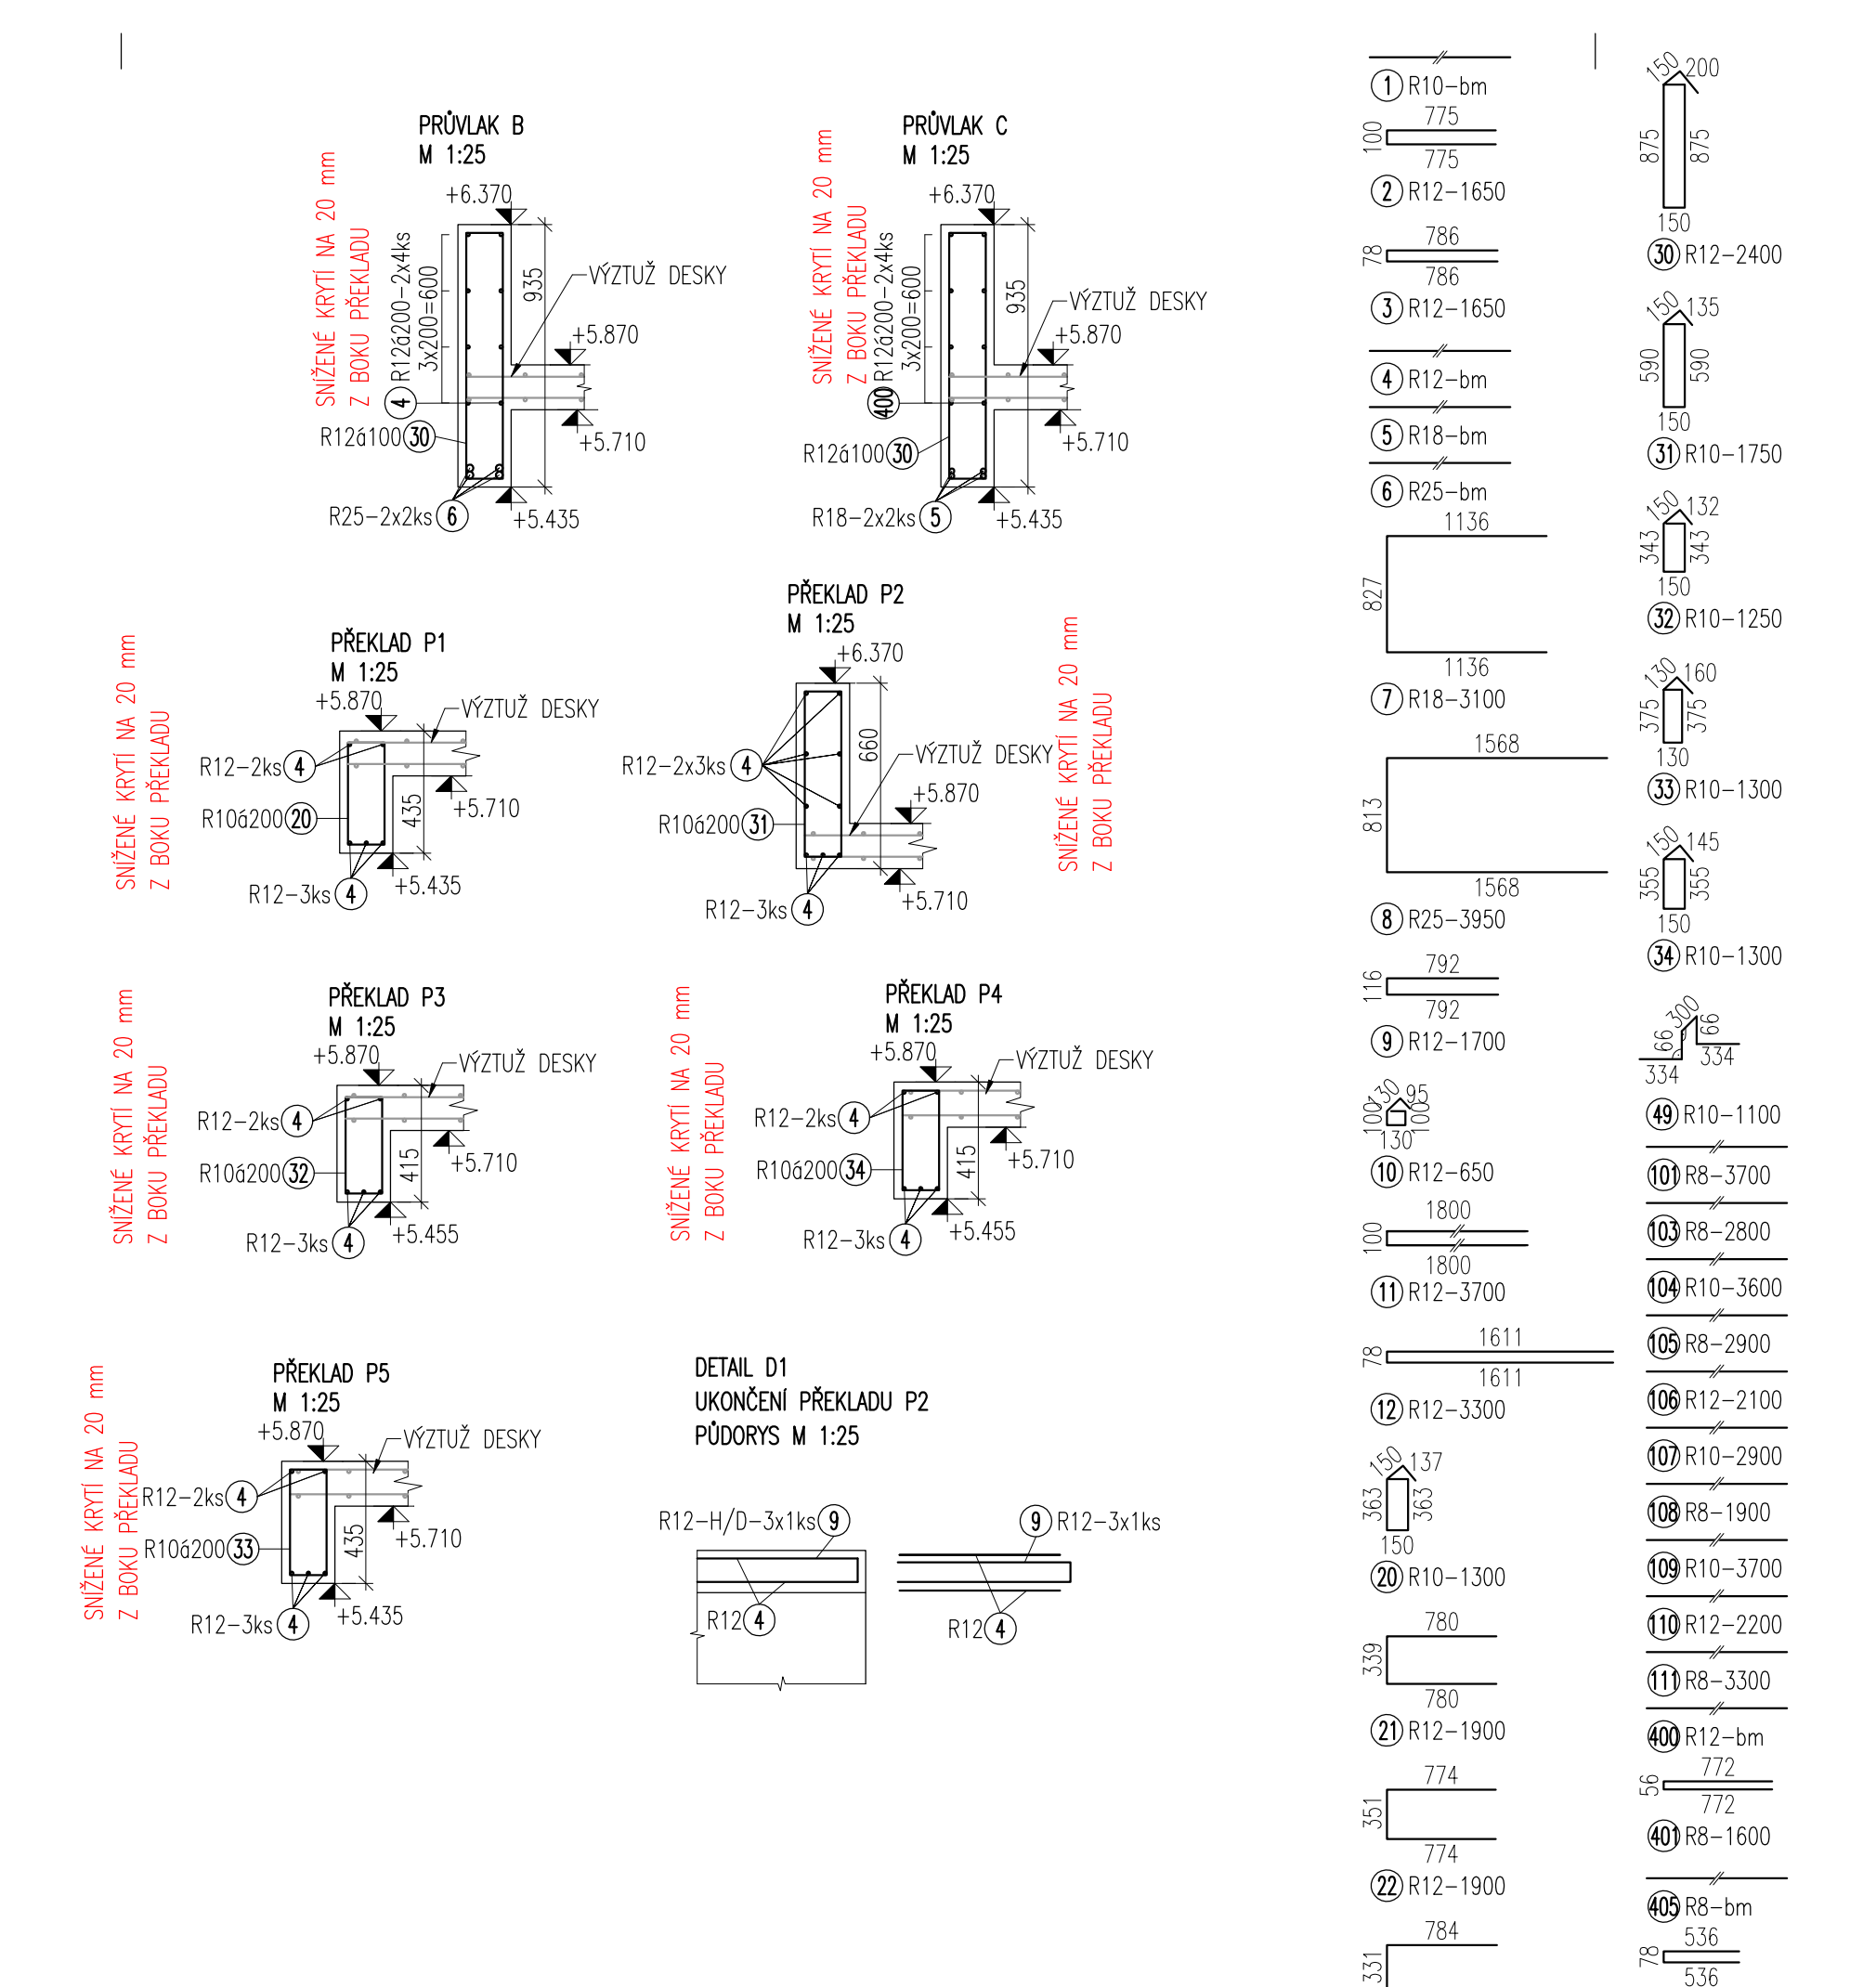 PRŮVLAK B
M 1:25
SNÍŽENÉ KRYTÍ NA 20 mm
Z BOKU PŘEKLADU
+6.370
R12á200-2x4ks
3x200=600
4
935
VÝZTUŽ DESKY
+5.870
+5.710
R12á100 30
R25-2x2ks 6
+5.435
PRŮVLAK C
M 1:25
SNÍŽENÉ KRYTÍ NA 20 mm
Z BOKU PŘEKLADU
+6.370
R12á200-2x4ks
3x200=600
400
935
VÝZTUŽ DESKY
+5.870
+5.710
R12á100 30
R18-2x2ks 5
+5.435
PŘEKLAD P1
M 1:25
SNÍŽENÉ KRYTÍ NA 20 mm
Z BOKU PŘEKLADU
+5.870
VÝZTUŽ DESKY
R12-2ks 4
R10á200 20
435
+5.710
R12-3ks 4
+5.435
PŘEKLAD P2
M 1:25
+6.370
SNÍŽENÉ KRYTÍ NA 20 mm
Z BOKU PŘEKLADU
660
R12-2x3ks 4
VÝZTUŽ DESKY
+5.870
R10á200 31
R12-3ks 4
+5.710
PŘEKLAD P3
M 1:25
SNÍŽENÉ KRYTÍ NA 20 mm
Z BOKU PŘEKLADU
+5.870
VÝZTUŽ DESKY
R12-2ks 4
R10á200 32
415
+5.710
R12-3ks 4
+5.455
PŘEKLAD P4
M 1:25
SNÍŽENÉ KRYTÍ NA 20 mm
Z BOKU PŘEKLADU
+5.870
VÝZTUŽ DESKY
R12-2ks 4
R10á200 34
415
+5.710
R12-3ks 4
+5.455
PŘEKLAD P5
M 1:25
SNÍŽENÉ KRYTÍ NA 20 mm
Z BOKU PŘEKLADU
+5.870
VÝZTUŽ DESKY
R12-2ks 4
R10á200 33
435
+5.710
R12-3ks 4
+5.435
DETAIL D1
UKONČENÍ PŘEKLADU P2
PŮDORYS M 1:25
R12-H/D-3x1ks 9
R12 4
9 R12-3x1ks
R12 4
1 R10-bm
775
100
775
2 R12-1650
786
78
786
3 R12-1650
4 R12-bm
5 R18-bm
6 R25-bm
1136
827
1136
7 R18-3100
1568
813
1568
8 R25-3950
792
116
792
9 R12-1700
130 95
100 100
130
10 R12-650
1800
100
1800
11 R12-3700
1611
78
1611
12 R12-3300
150 137
363 363
150
20 R10-1300
780
339
780
21 R12-1900
774
351
774
22 R12-1900
784
331
150 200
875 875
150
30 R12-2400
150 135
590 590
150
31 R10-1750
150 132
343 343
150
32 R10-1250
130 160
375 375
130
33 R10-1300
150 145
355 355
150
34 R10-1300
300
66 66
334
334
49 R10-1100
101 R8-3700
103 R8-2800
104 R10-3600
105 R8-2900
106 R12-2100
107 R10-2900
108 R8-1900
109 R10-3700
110 R12-2200
111 R8-3300
400 R12-bm
772
56
772
401 R8-1600
405 R8-bm
536
78
536